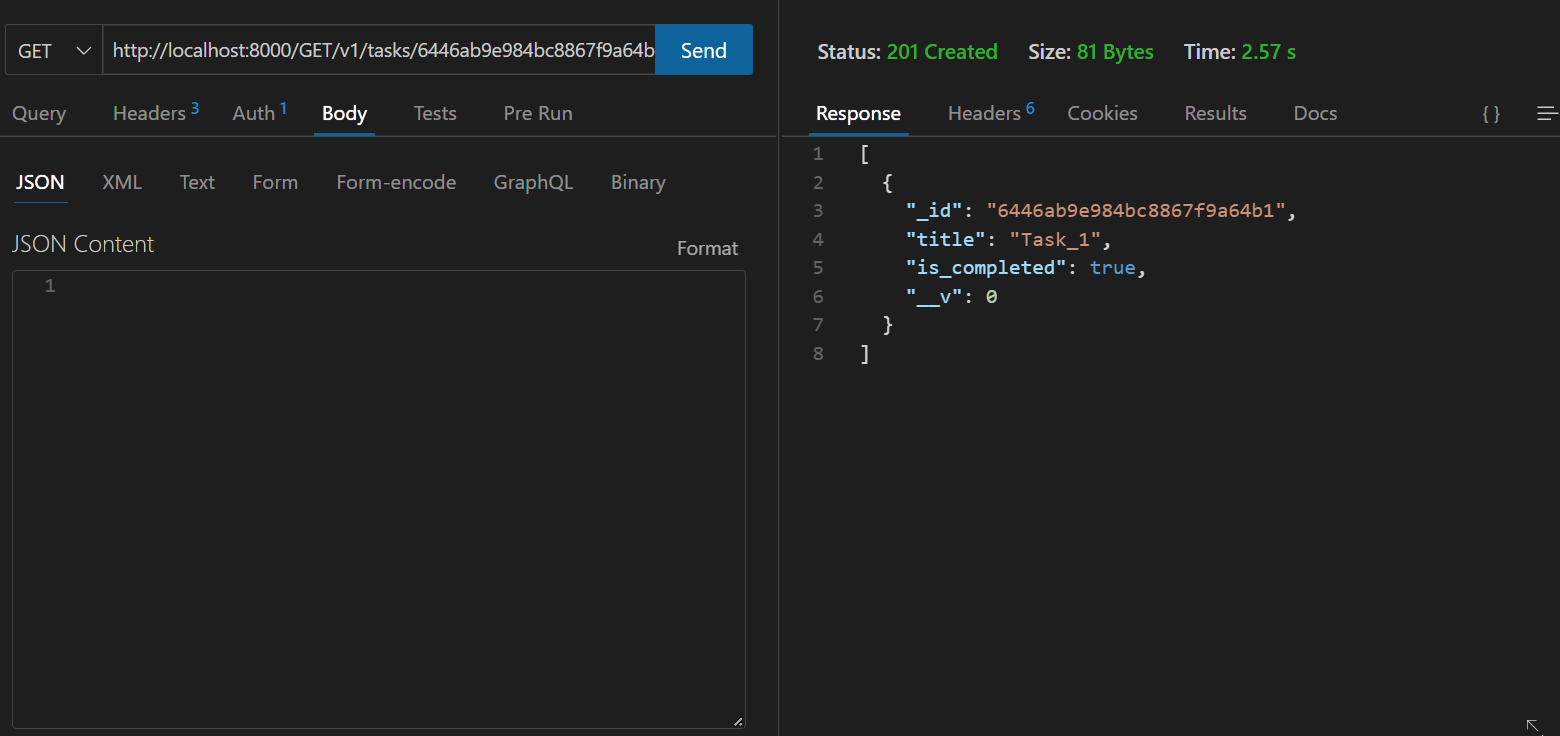 GET http://localhost:8000/GET/v1/tasks/6446ab9e984bc8867f9a64b Send
Query Headers 3 Auth 1 Body Tests Pre Run
JSON XML Text Form Form-encode GraphQL Binary
JSON Content Format
1
Status: 201 Created Size: 81 Bytes Time: 2.57 s
Response Headers 6 Cookies Results Docs { }
1 [
2 {
3 "_id": "6446ab9e984bc8867f9a64b1",
4 "title": "Task_1",
5 "is_completed": true,
6 "__v": 0
7 }
8 ]